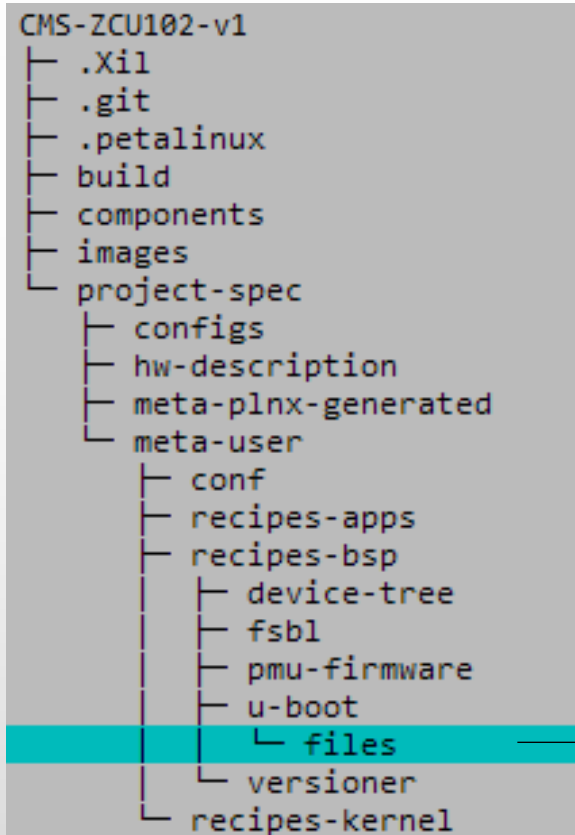 CMS-ZCU102-v1
├─ .Xil
├─ .git
├─ .petalinux
├─ build
├─ components
├─ images
└─ project-spec
   ├─ configs
   ├─ hw-description
   ├─ meta-plnx-generated
   └─ meta-user
      ├─ conf
      ├─ recipes-apps
      ├─ recipes-bsp
      │  ├─ device-tree
      │  ├─ fsbl
      │  ├─ pmu-firmware
      │  ├─ u-boot
      │  │  └─ files
      │  └─ versioner
      └─ recipes-kernel